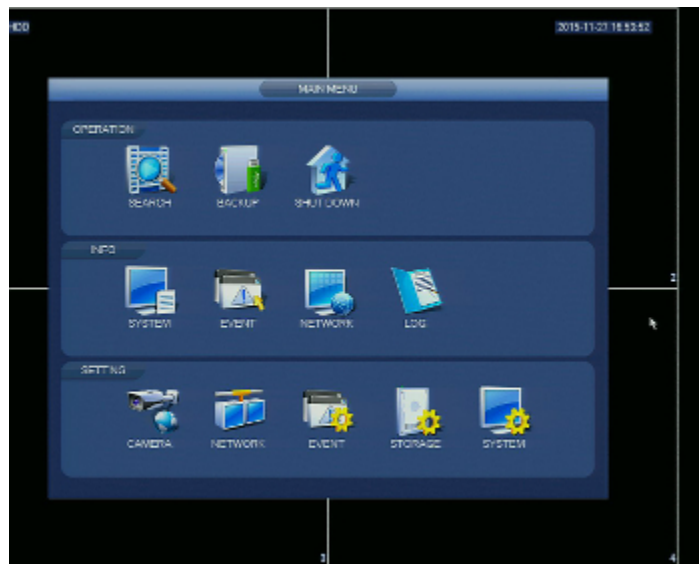 HDD
2015-11-27 16:53:52
MAIN MENU
OPERATION
SEARCH BACKUP SHUTDOWN
INFO
2
SYSTEM EVENT NETWORK LOG
SETTING
CAMERA NETWORK EVENT STORAGE SYSTEM
3
4